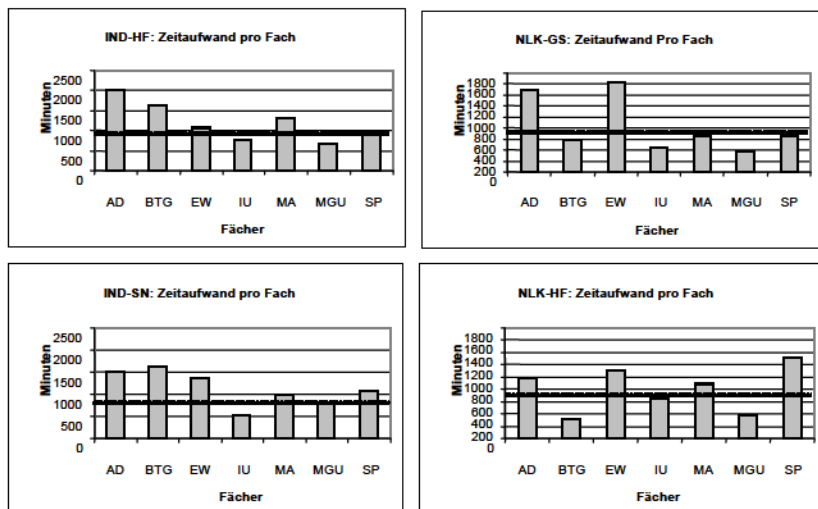 IND-HF: Zeitaufwand pro Fach
Minuten
2500
2000
1500
1000
500
0
AD BTG EW IU MA MGU SP
Fächer
NLK-GS: Zeitaufwand Pro Fach
Minuten
1800
1600
1400
1200
1000
800
600
400
200
0
AD BTG EW IU MA MGU SP
Fächer
IND-SN: Zeitaufwand pro Fach
Minuten
2500
2000
1500
1000
500
0
AD BTG EW IU MA MGU SP
Fächer
NLK-HF: Zeitaufwand pro Fach
Minuten
1800
1600
1400
1200
1000
800
600
400
200
0
AD BTG EW IU MA MGU SP
Fächer